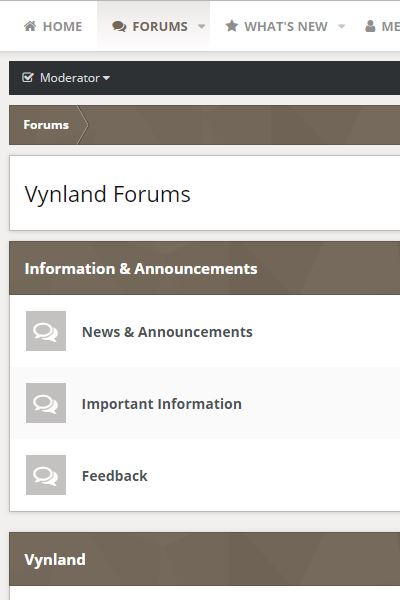 HOME FORUMS WHAT'S NEW ME
Moderator
Forums
Vynland Forums
Information & Announcements
News & Announcements
Important Information
Feedback
Vynland